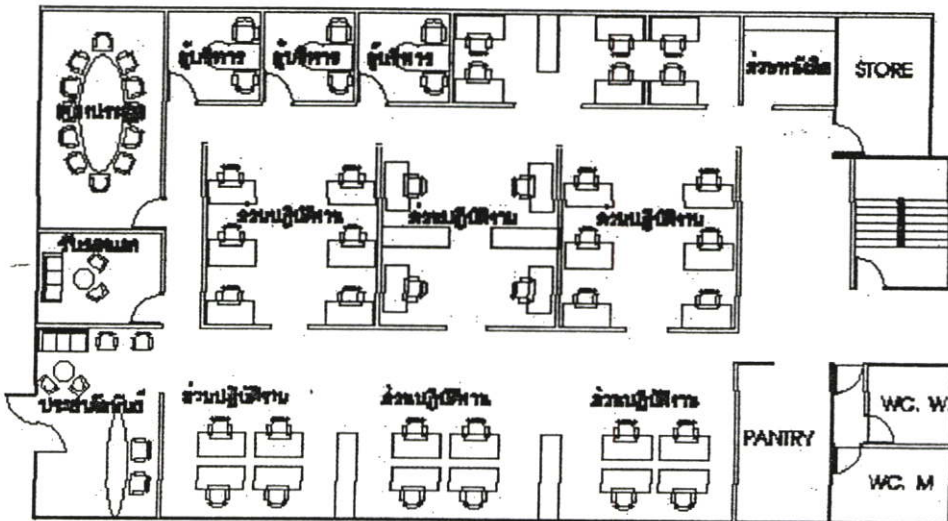 ผู้บริหาร
ผู้บริหาร
ผู้บริหาร
STORE
ห้องประชุม
ส่วนปฏิบัติงาน
ส่วนปฏิบัติงาน
ส่วนปฏิบัติงาน
รับรองแขก
ประชาสัมพันธ์
ส่วนปฏิบัติงาน
ส่วนปฏิบัติงาน
ส่วนปฏิบัติงาน
PANTRY
WC. W
WC. M